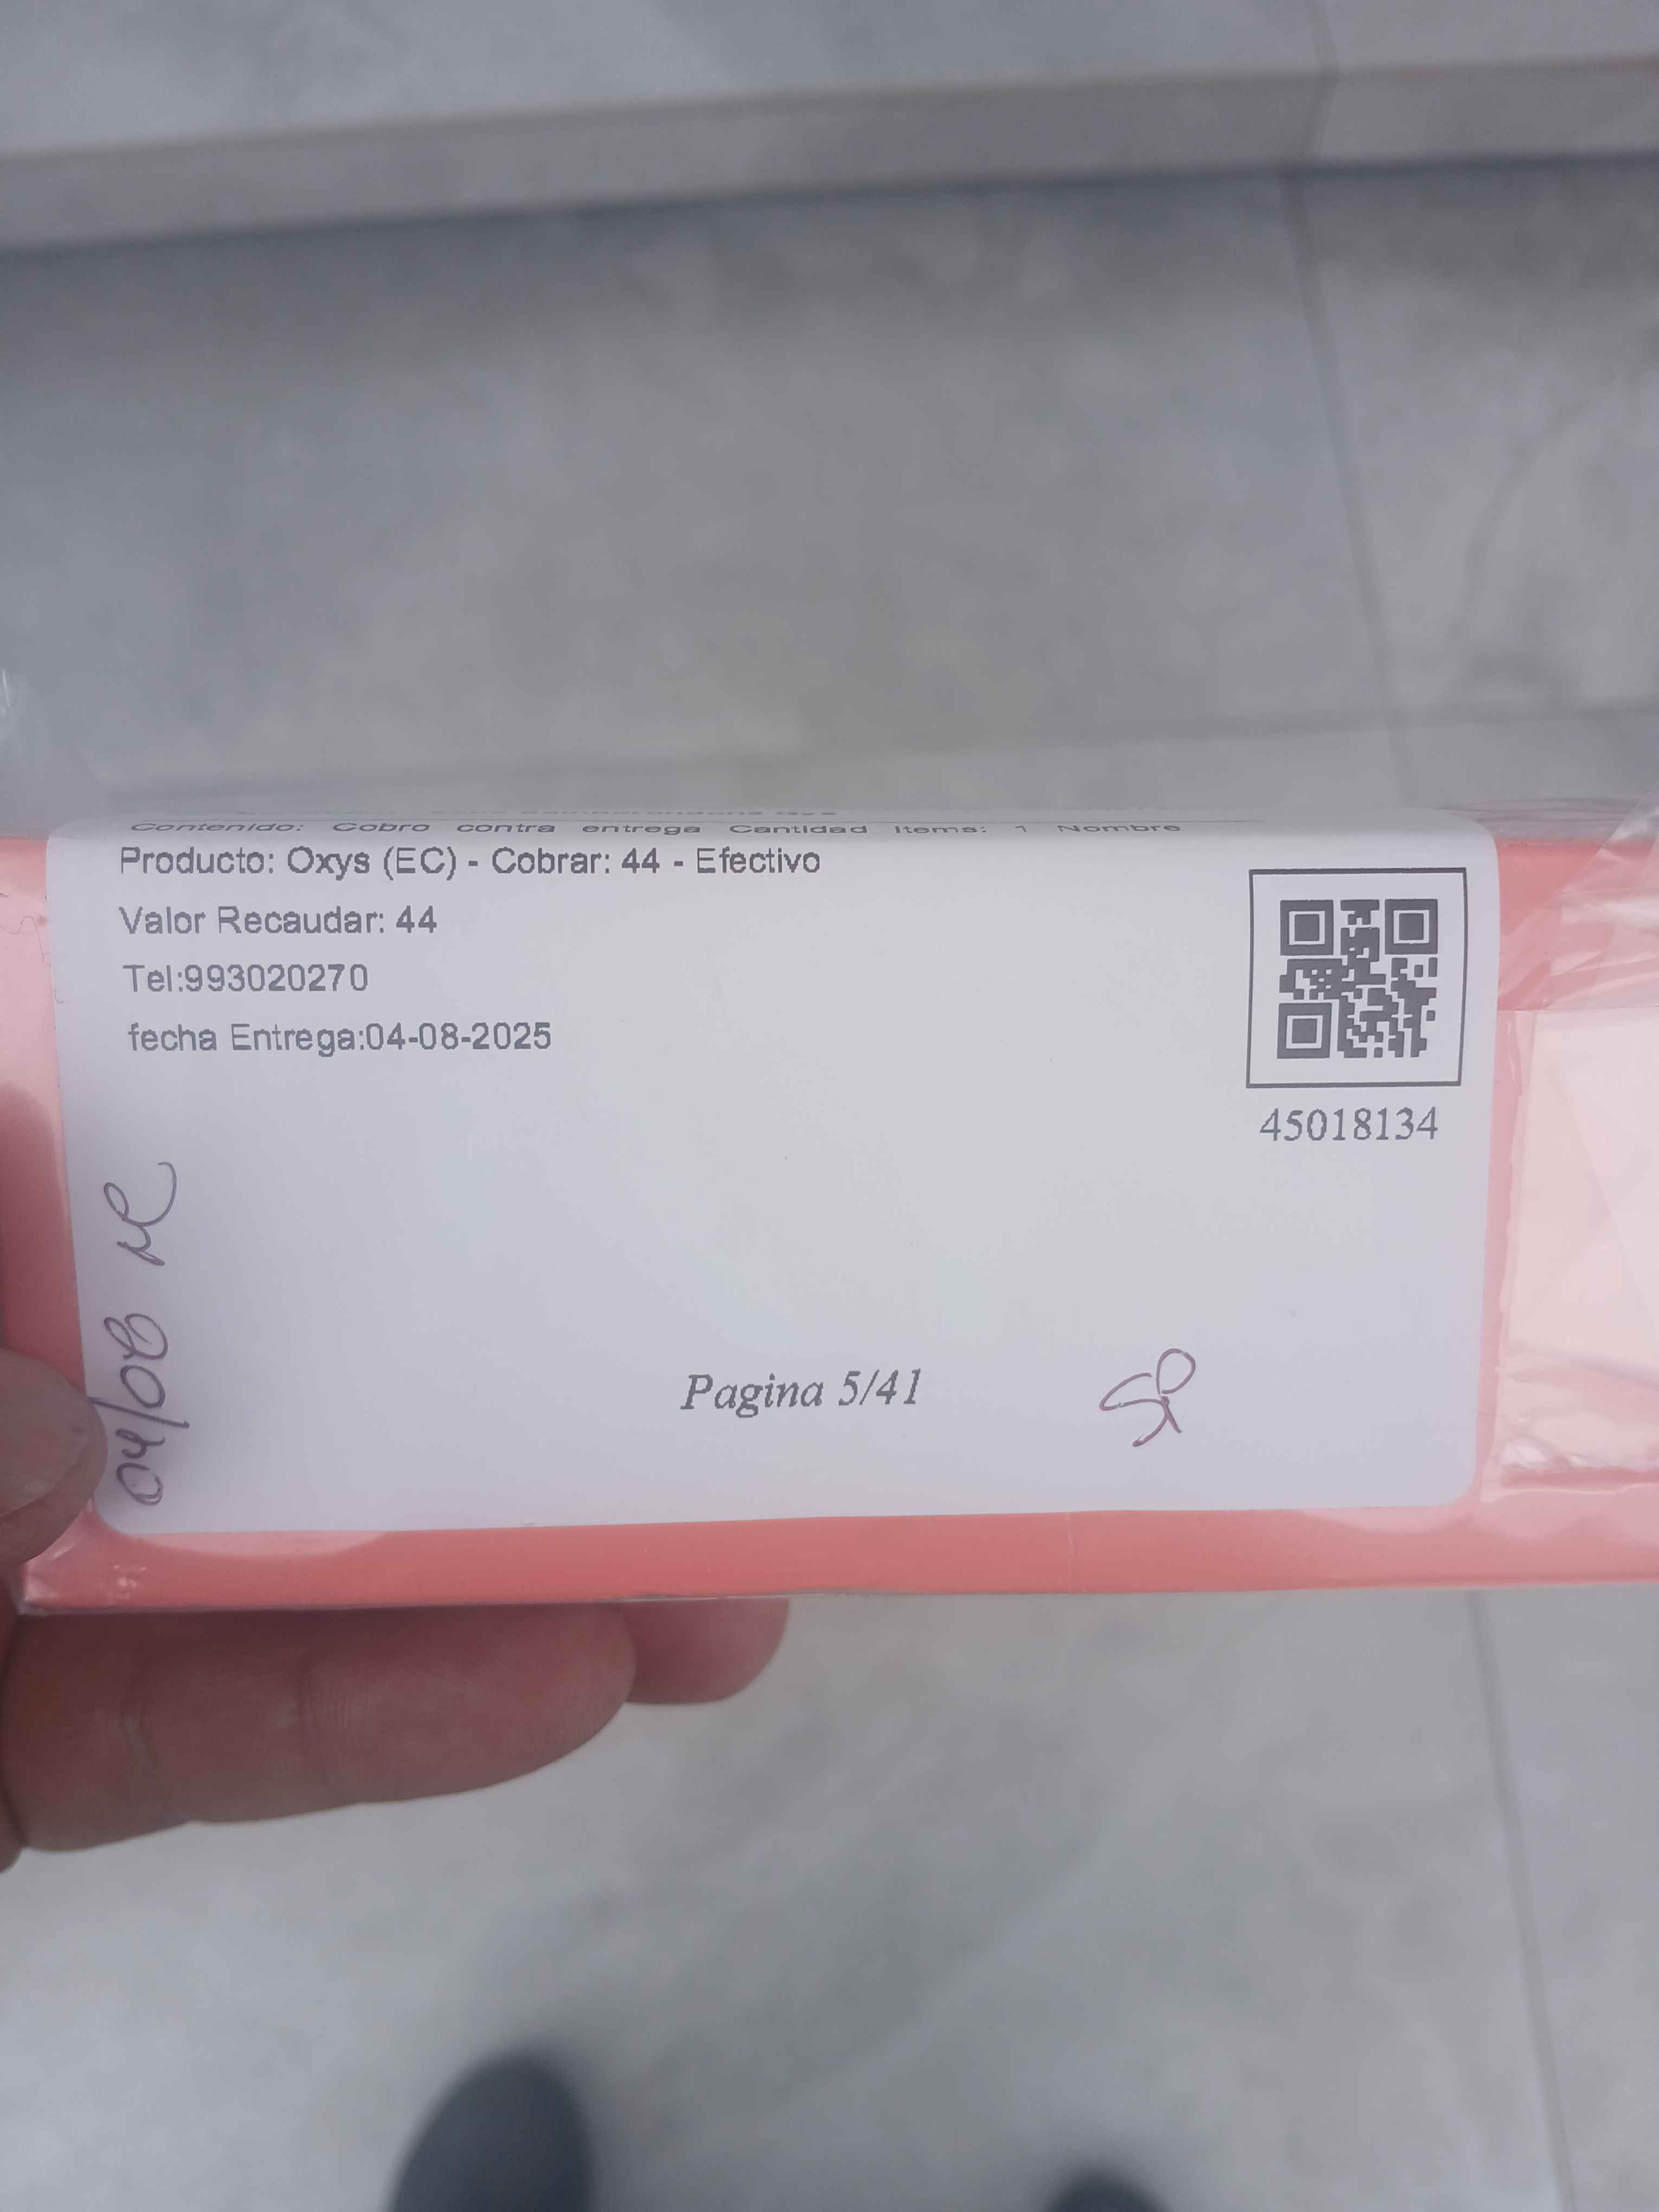 Contenido: Cobro contra entrega Cantidad Items: 1 Nombre
Producto: Oxys (EC) - Cobrar: 44 - Efectivo
Valor Recaudar: 44
Tel:993020270
fecha Entrega:04-08-2025
45018134
04/08
Pagina 5/41